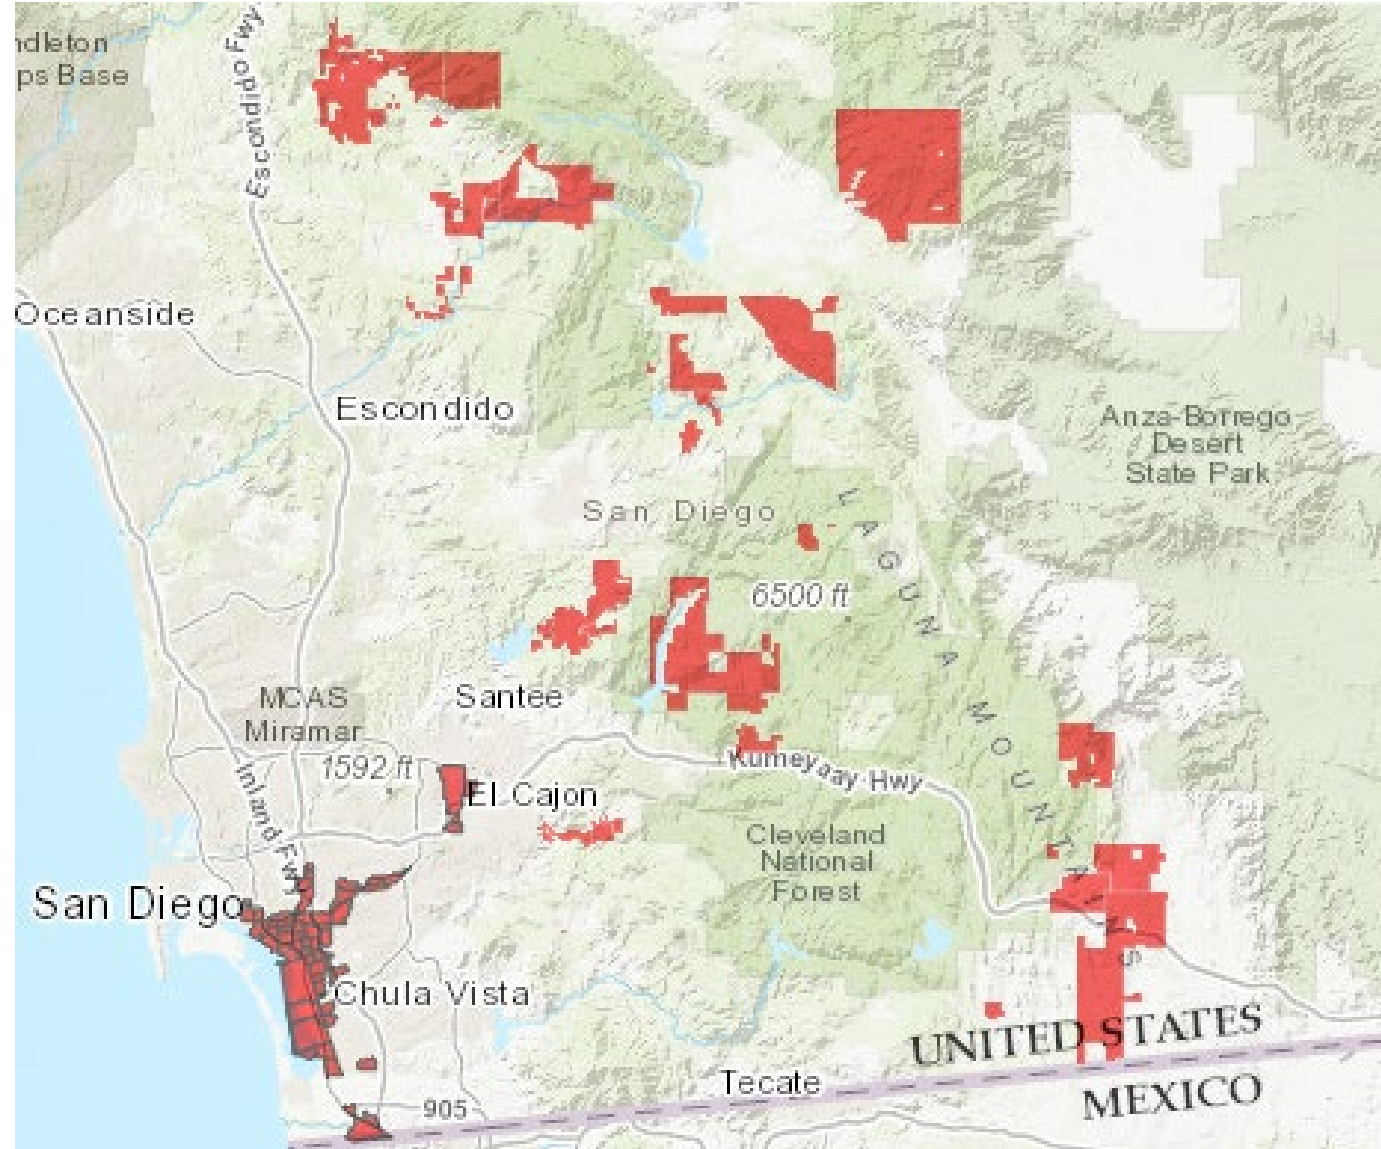 ndleton
ps Base
Escondido Fwy
Oceanside
Escondido
Anza-Borrego
Desert
State Park
San Diego
LAGUNA MOUNTAINS
6500 ft
MCAS
Miramar
Santee
1592 ft
Inland Fwy
El Cajon
Kumeyaay Hwy
Cleveland
National
Forest
San Diego
Chula Vista
UNITED STATES
Tecate
MEXICO
905